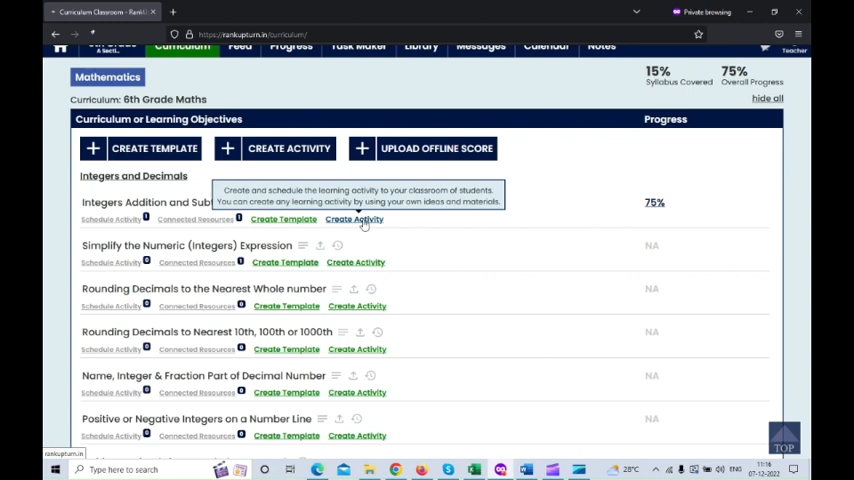 Curriculum Classroom - Rankl
Private browsing
https://rankupturn.in/curriculum/
6th Grade
A Secti..
Curriculum
Feed
Progress
Task Maker
Library
Messages
Calendar
Notes
Teacher
Mathematics
15%
Syllabus Covered
75%
Overall Progress
Curriculum: 6th Grade Maths
hide all
Curriculum or Learning Objectives
Progress
+ CREATE TEMPLATE
+ CREATE ACTIVITY
+ UPLOAD OFFLINE SCORE
Integers and Decimals
Create and schedule the learning activity to your classroom of students.
You can create any learning activity by using your own ideas and materials.
Integers Addition and Subt
75%
Schedule Activity 1 Connected Resources 1 Create Template Create Activity
Simplify the Numeric (Integers) Expression
NA
Schedule Activity 0 Connected Resources 1 Create Template Create Activity
Rounding Decimals to the Nearest Whole number
NA
Schedule Activity 0 Connected Resources 0 Create Template Create Activity
Rounding Decimals to Nearest 10th, 100th or 1000th
NA
Schedule Activity 0 Connected Resources 0 Create Template Create Activity
Name, Integer & Fraction Part of Decimal Number
NA
Schedule Activity 0 Connected Resources 0 Create Template Create Activity
Positive or Negative Integers on a Number Line
NA
Schedule Activity 0 Connected Resources 0 Create Template Create Activity
TOP
rankupturn.in
Type here to search
28°C
ENG
11:16
07-12-2022